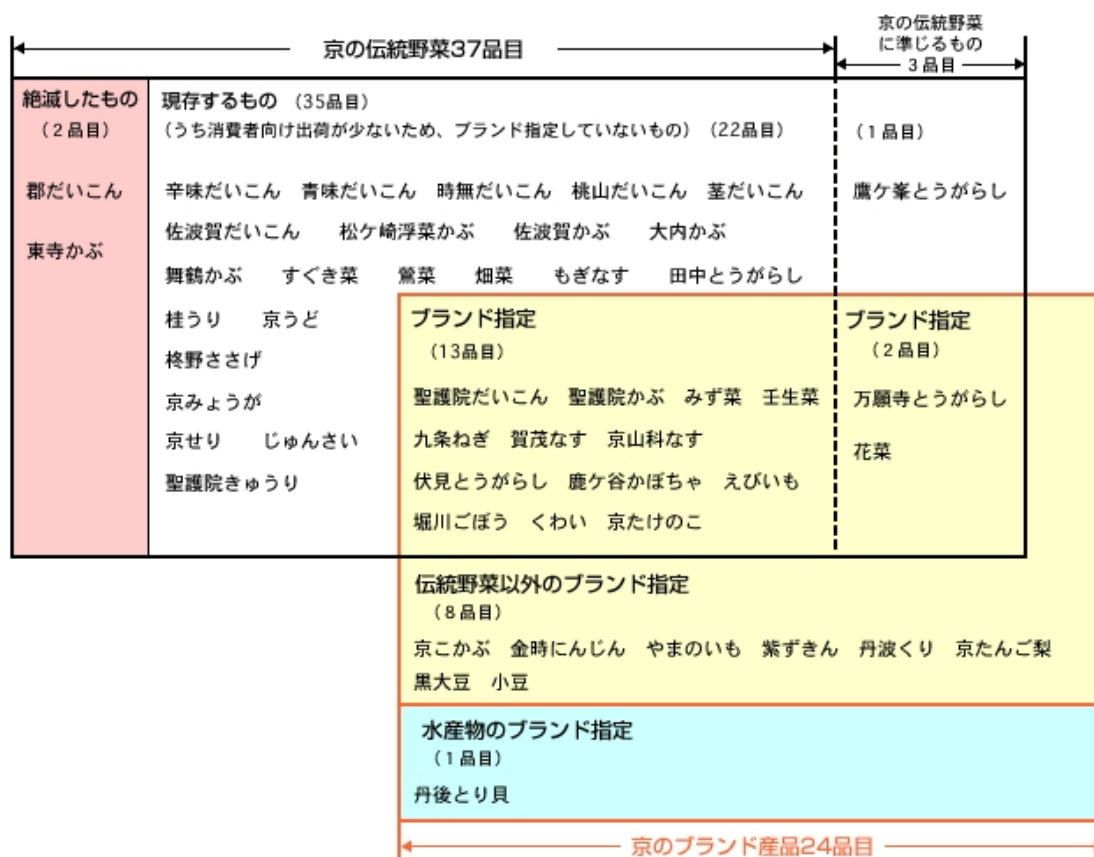 京の伝統野菜37品目
京の伝統野菜
に準じるもの
3品目
絶滅したもの
（2品目）
郡だいこん
東寺かぶ
現存するもの （35品目）
（うち消費者向け出荷が少ないため、ブランド指定していないもの）（22品目）
辛味だいこん 青味だいこん 時無だいこん 桃山だいこん 茎だいこん
佐波賀だいこん 松ケ崎浮菜かぶ 佐波賀かぶ 大内かぶ
舞鶴かぶ すぐき菜 鶯菜 畑菜 もぎなす 田中とうがらし
桂うり 京うど
柊野ささげ
京みょうが
京せり じゅんさい
聖護院きゅうり
（1品目）
鷹ケ峯とうがらし
ブランド指定
（13品目）
聖護院だいこん 聖護院かぶ みず菜 壬生菜
九条ねぎ 賀茂なす 京山科なす
伏見とうがらし 鹿ケ谷かぼちゃ えびいも
堀川ごぼう くわい 京たけのこ
ブランド指定
（2品目）
万願寺とうがらし
花菜
伝統野菜以外のブランド指定
（8品目）
京こかぶ 金時にんじん やまのいも 紫ずきん 丹波くり 京たんご梨
黒大豆 小豆
水産物のブランド指定
（1品目）
丹後とり貝
京のブランド産品24品目